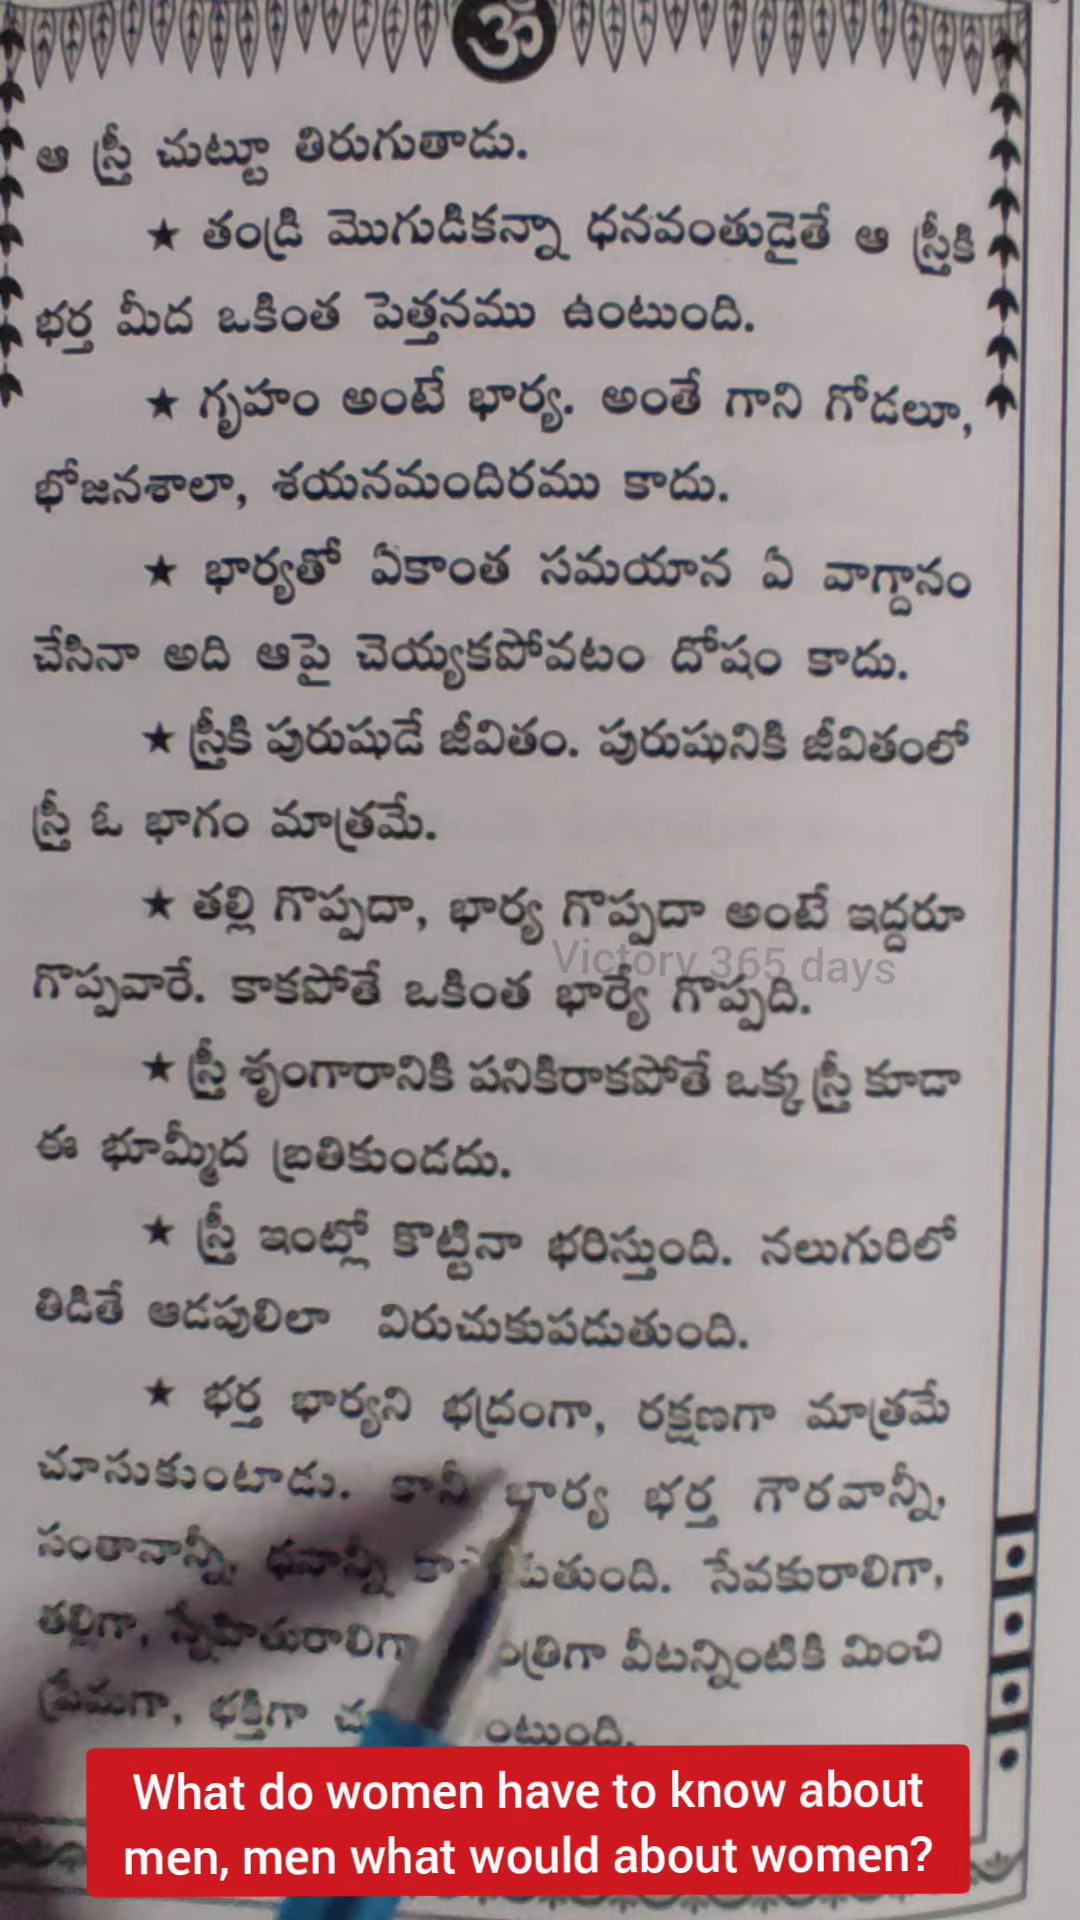 ॐ
ఆ స్త్రీ చుట్టూ తిరుగుతాడు.
★ తండ్రి మొగుడికన్నా ధనవంతుడైతే ఆ స్త్రీకి
భర్త మీద ఒకింత పెత్తనము ఉంటుంది.
★ గృహం అంటే భార్య. అంతే గాని గోడలూ,
భోజనశాలా, శయనమందిరము కాదు.
★ భార్యతో ఏకాంత సమయాన ఏ వాగ్దానం
చేసినా అది ఆపై చెయ్యకపోవటం దోషం కాదు.
★ స్త్రీకి పురుషుడే జీవితం. పురుషునికి జీవితంలో
స్త్రీ ఓ భాగం మాత్రమే.
★ తల్లి గొప్పదా, భార్య గొప్పదా అంటే ఇద్దరూ
గొప్పవారే. కాకపోతే ఒకింత భార్యే గొప్పది.
Victory 365 days
★ స్త్రీ శృంగారానికి పనికిరాకపోతే ఒక్క స్త్రీ కూడా
ఈ భూమ్మీద బ్రతికుండదు.
★ స్త్రీ ఇంట్లో కొట్టినా భరిస్తుంది. నలుగురిలో
తిడితే ఆడపులిలా విరుచుకుపడుతుంది.
★ భర్త భార్యని భద్రంగా, రక్షణగా మాత్రమే
చూసుకుంటాడు. కానీ భార్య భర్త గౌరవాన్నీ,
సంతానాన్నీ, ధనాన్నీ సేవకురాలిగా,
తల్లిగా, స్నేహితురాలిగా వీటన్నింటికి మించి
ప్రేమగా, భక్తిగా
What do women have to know about
men, men what would about women?